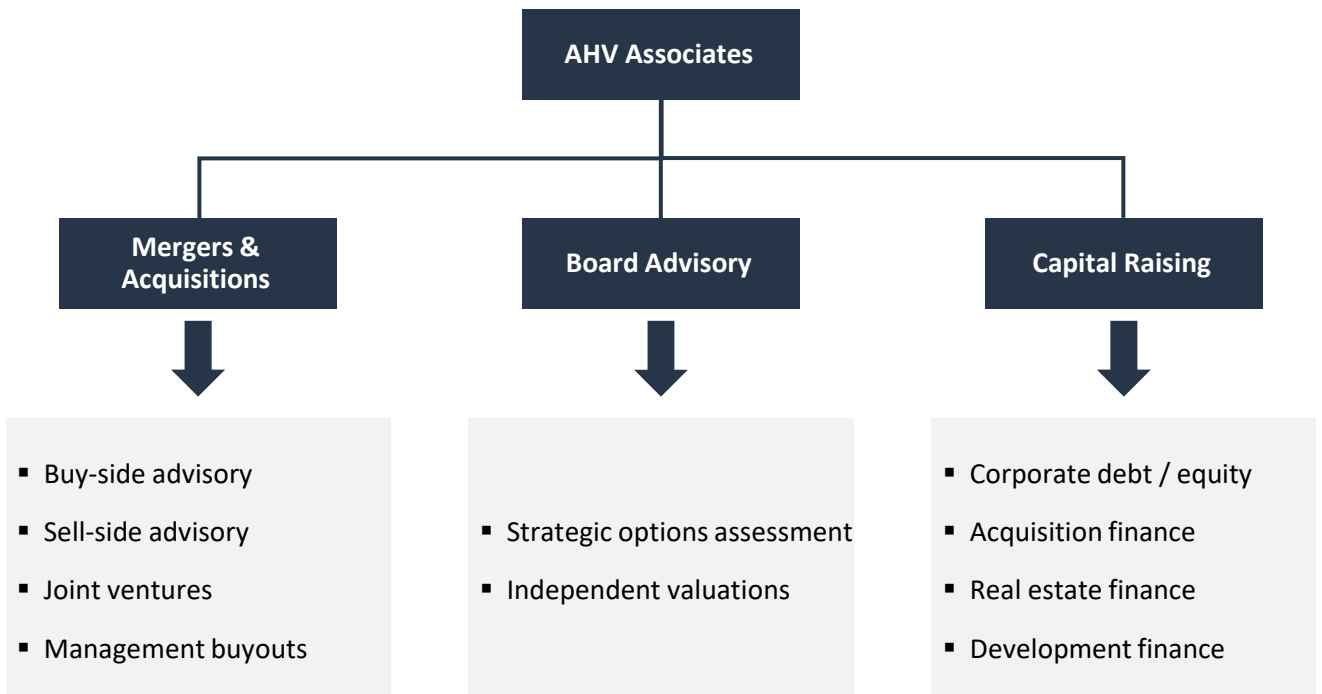 AHV Associates
Mergers &
Acquisitions
Board Advisory
Capital Raising
▪ Buy-side advisory
▪ Sell-side advisory
▪ Joint ventures
▪ Management buyouts
▪ Strategic options assessment
▪ Independent valuations
▪ Corporate debt / equity
▪ Acquisition finance
▪ Real estate finance
▪ Development finance